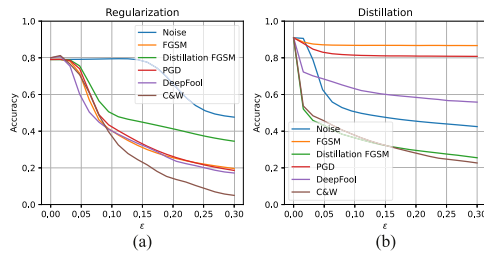 Regularization
Accuracy
1.0
0.8
0.6
0.4
0.2
0.0
Noise
FGSM
Distillation FGSM
PGD
DeepFool
C&W
0,00 0,05 0,10 0,15 0,20 0,25 0,30
ε
(a)
Distillation
Accuracy
1.0
0.8
0.6
0.4
0.2
0.0
Noise
FGSM
Distillation FGSM
PGD
DeepFool
C&W
0,00 0,05 0,10 0,15 0,20 0,25 0,30
ε
(b)